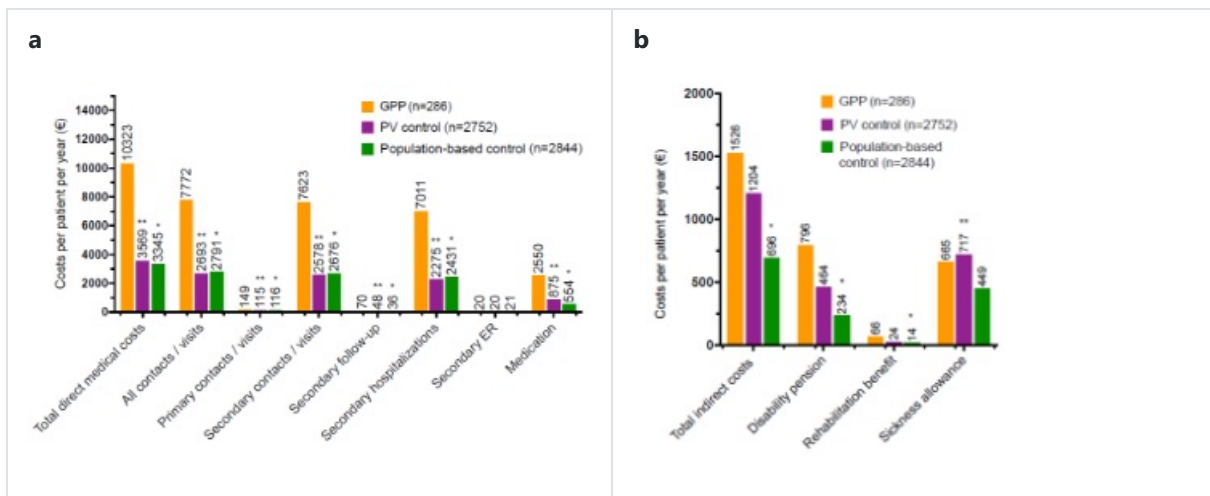 a
GPP (n=286)
PV control (n=2752)
Population-based control (n=2844)
Costs per patient per year (€)
14000
12000
10000
8000
6000
4000
2000
0
10323
3569 ‡
3345 *
7772
2693 ‡
2791 *
149
115 ‡
116 *
7623
2578 ‡
2676 *
70
48 ‡
36 *
7011
2275 ‡
2431 *
20
20
21
2550
875 ‡
554 *
Total direct medical costs
All contacts / visits
Primary contacts / visits
Secondary contacts / visits
Secondary follow-up
Secondary hospitalizations
Secondary ER
Medication
b
GPP (n=286)
PV control (n=2752)
Population-based
control (n=2844)
Costs per patient per year (€)
2000
1500
1000
500
0
1526
1204
696 *
796
464
234 *
66
24
14 *
665
717 ‡
449
Total indirect costs
Disability pension
Rehabilitation benefit
Sickness allowance